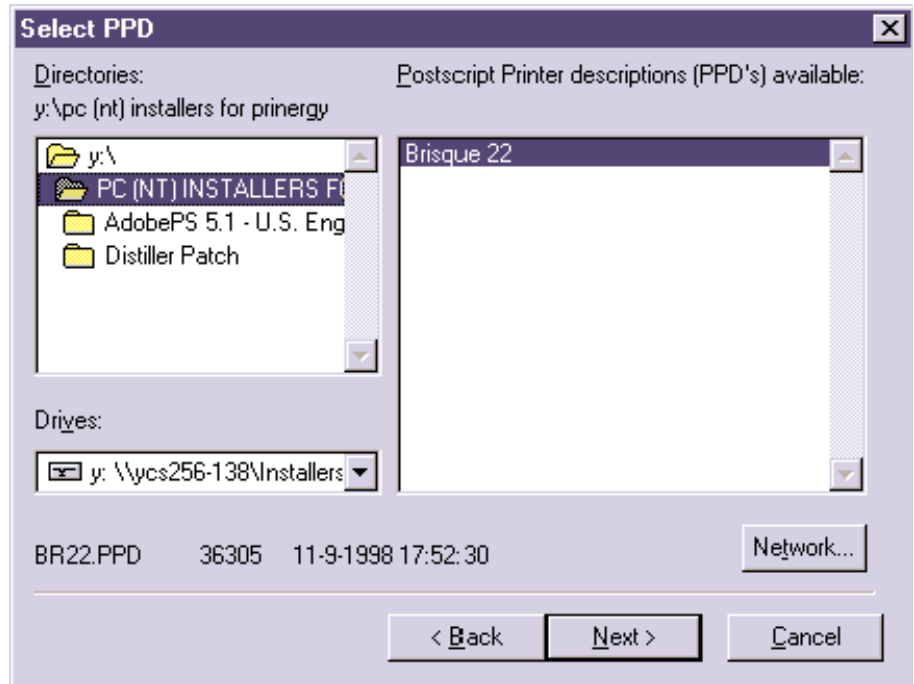 Select PPD
Directories:
y:\pc (nt) installers for prinergy
y:\
PC (NT) INSTALLERS F
AdobePS 5.1 - U.S. Eng
Distiller Patch
Drives:
y: \\ycs256-138\Installers
Postscript Printer descriptions (PPD's) available:
Brisque 22
BR22.PPD 36305 11-9-1998 17:52:30
Network...
< Back Next > Cancel